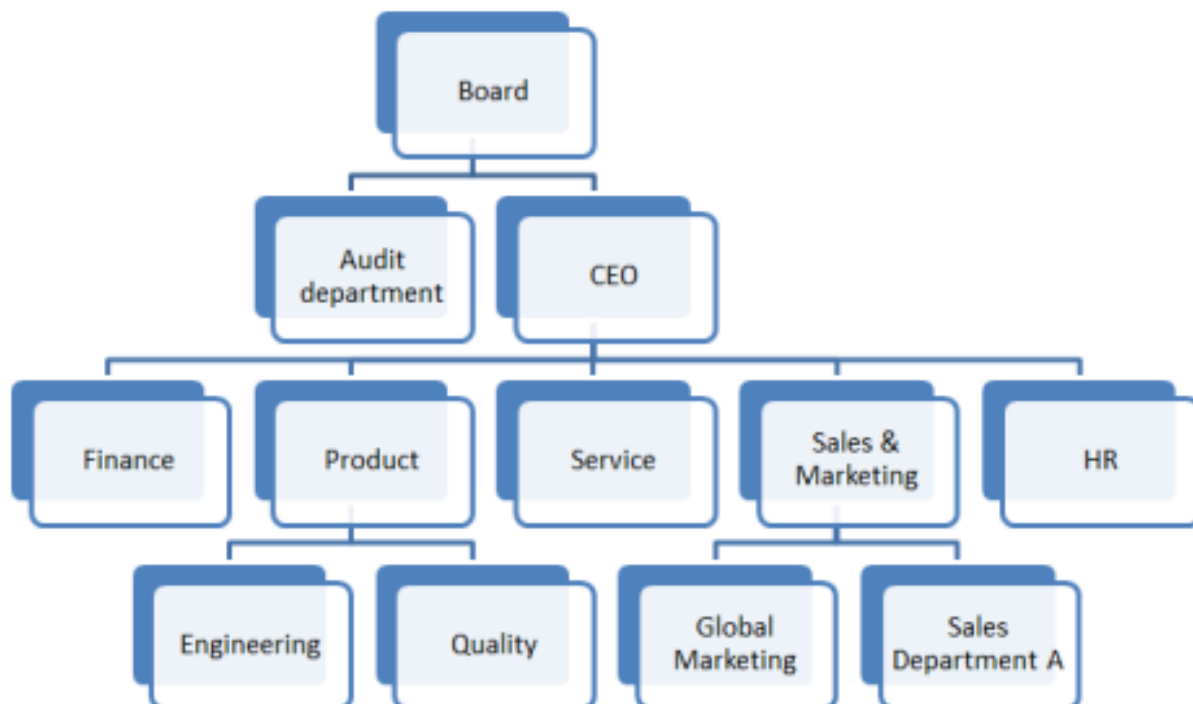 Board
Audit
department
CEO
Finance
Product
Service
Sales &
Marketing
HR
Engineering
Quality
Global
Marketing
Sales
Department A